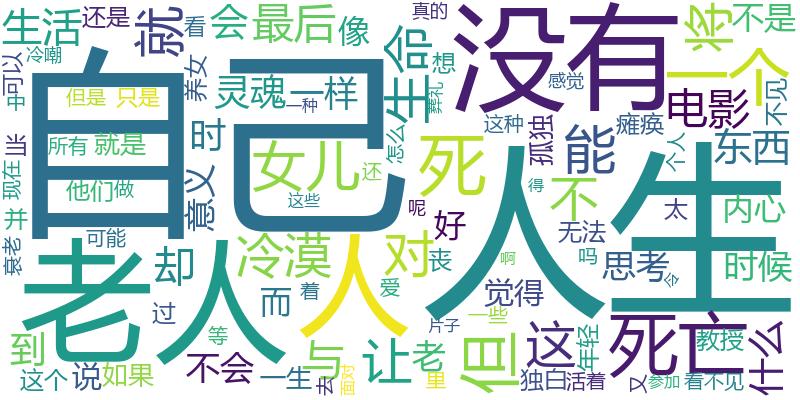 生活
还是
就
看
会
最后
像
生命
真的
没有
将
不是
冷嘲
可以
中
但是
只是
养女
灵魂
一样
一种
葬礼
想
感觉
一个
电影
不见
自己
所有
就是
时
意义
女儿
还
怎么
死
这种
孤独
能
瘫痪
个人
东西
现在
他们
做
这些
不
得
人生
太
内心
并
衰老
可能
老人
却
冷漠
人
对
呢
好
丧
无法
吗
思考
时候
令
到
过
而
着
爱
觉得
啊
等
不会
与
让
老
片子
一些
但
这
年轻
死亡
教授
什么
这个
说
如果
一生
去
面对
里
独白
活着
又
参加
看不见